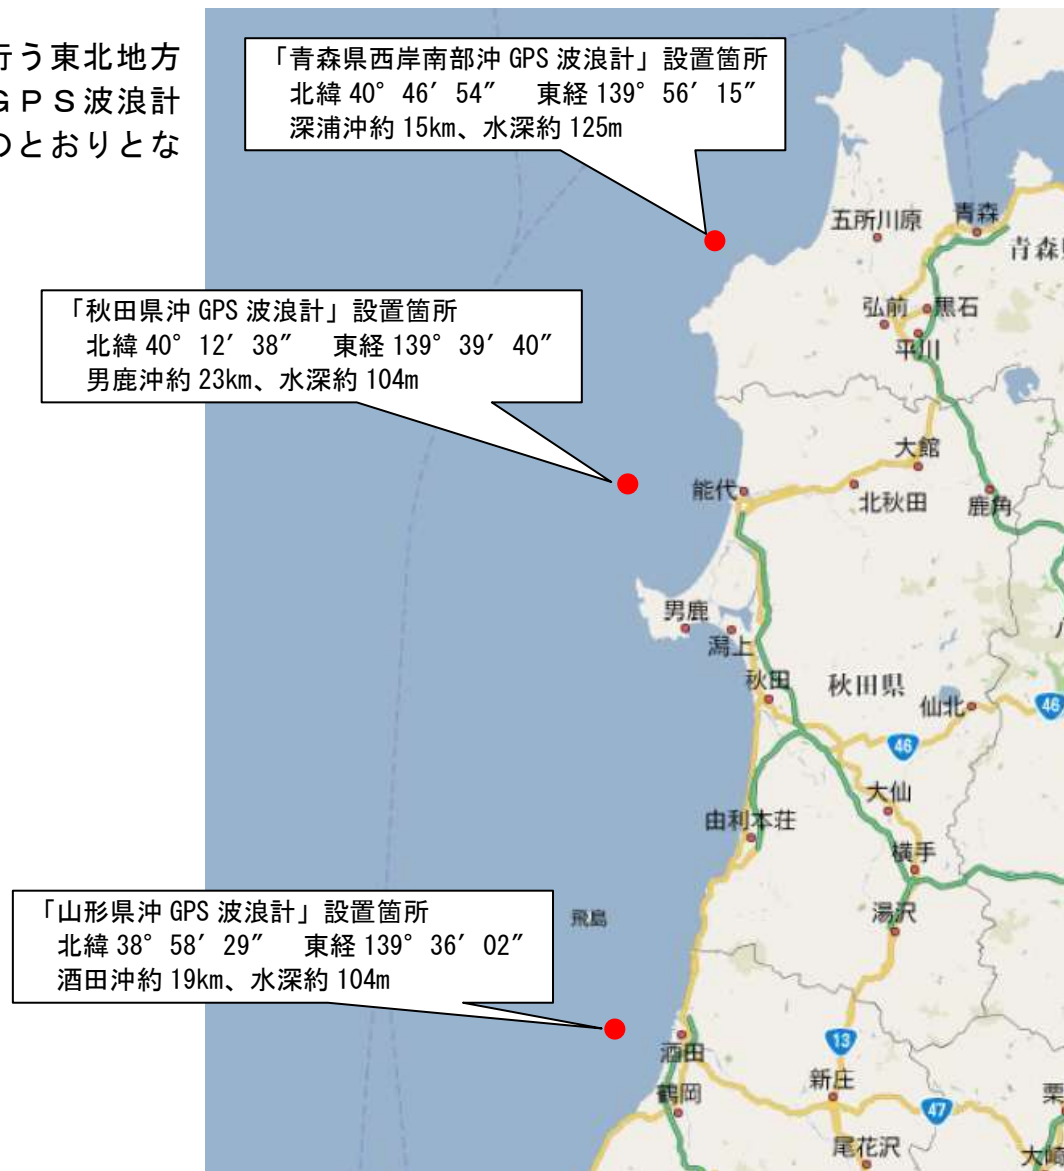 行う東北地方
ＧＰＳ波浪計
のとおりとな
「青森県西岸南部沖 GPS 波浪計」設置箇所
北緯 40° 46′ 54″ 東経 139° 56′ 15″
深浦沖約 15km、水深約 125m
五所川原
青森
青森
弘前
黒石
平川
「秋田県沖 GPS 波浪計」設置箇所
北緯 40° 12′ 38″ 東経 139° 39′ 40″
男鹿沖約 23km、水深約 104m
大館
能代
北秋田
鹿角
男鹿
潟上
秋田
秋田県
仙北
46
46
大仙
由利本荘
横手
「山形県沖 GPS 波浪計」設置箇所
北緯 38° 58′ 29″ 東経 139° 36′ 02″
酒田沖約 19km、水深約 104m
飛島
湯沢
13
酒田
新庄
鶴岡
47
栗
尾花沢
大崎